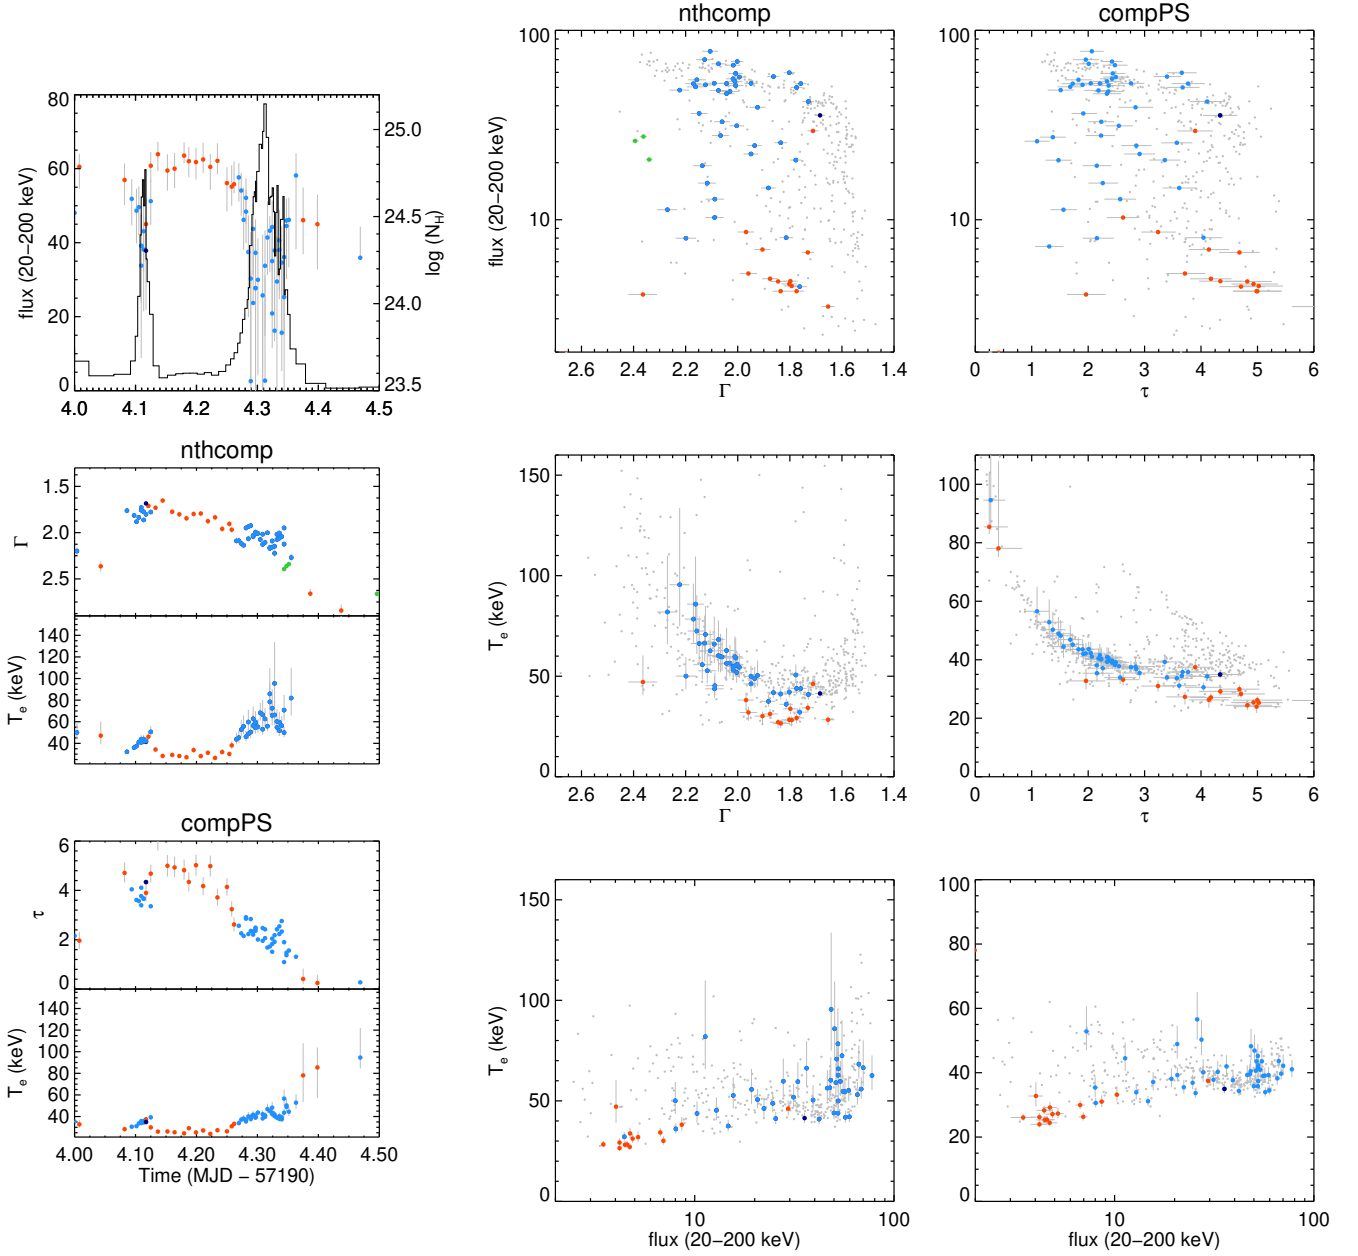 nthcomp
compPS
100
10
flux (20−200 keV)
2.6 2.4 2.2 2.0 1.8 1.6 1.4
Γ
100
10
flux (20−200 keV)
0 1 2 3 4 5 6
τ
80
60
40
20
0
flux (20−200 keV)
25.0
24.5
24.0
23.5
log (N_H)
4.0 4.1 4.2 4.3 4.4 4.5
nthcomp
1.5
2.0
2.5
Γ
140
120
100
80
60
40
T_e (keV)
150
100
50
0
T_e (keV)
2.6 2.4 2.2 2.0 1.8 1.6 1.4
Γ
100
80
60
40
20
0
T_e (keV)
0 1 2 3 4 5 6
τ
compPS
6
4
2
0
τ
140
120
100
80
60
40
T_e (keV)
4.00 4.10 4.20 4.30 4.40 4.50
Time (MJD − 57190)
150
100
50
0
T_e (keV)
10 100
flux (20−200 keV)
100
80
60
40
20
0
T_e (keV)
10 100
flux (20−200 keV)